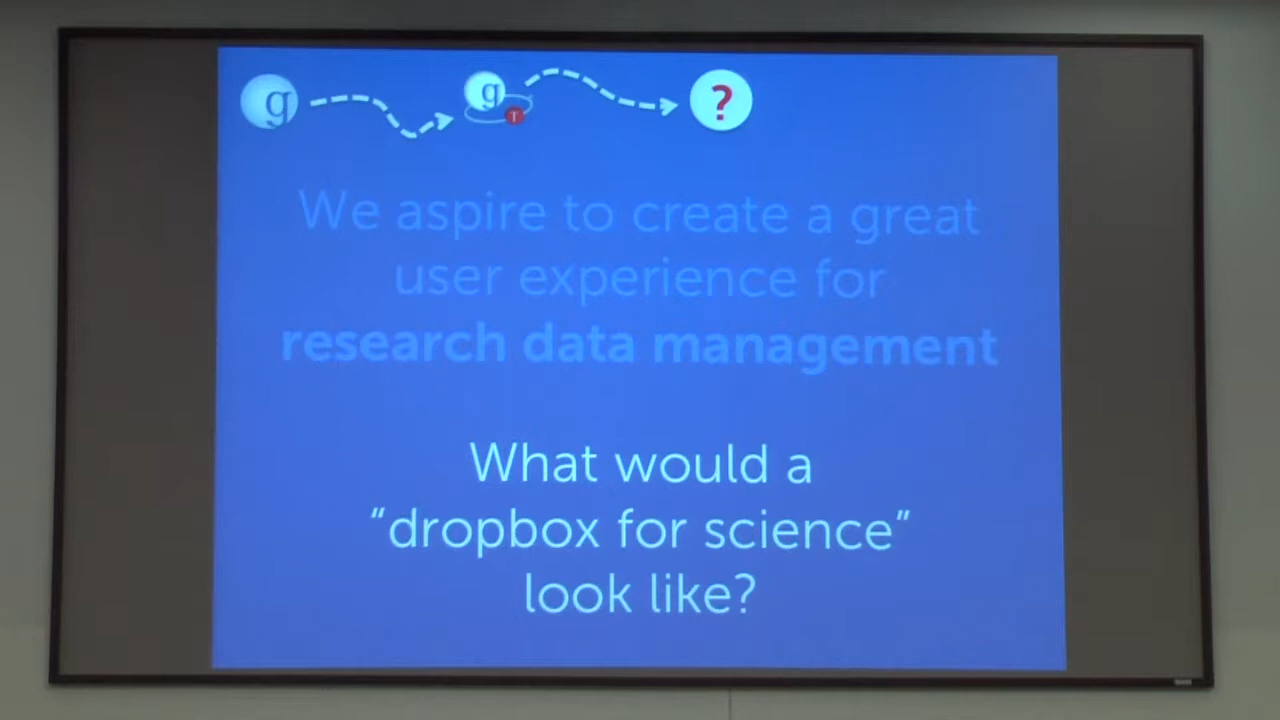 g g T ?
We aspire to create a great
user experience for
research data management
What would a
“dropbox for science”
look like?